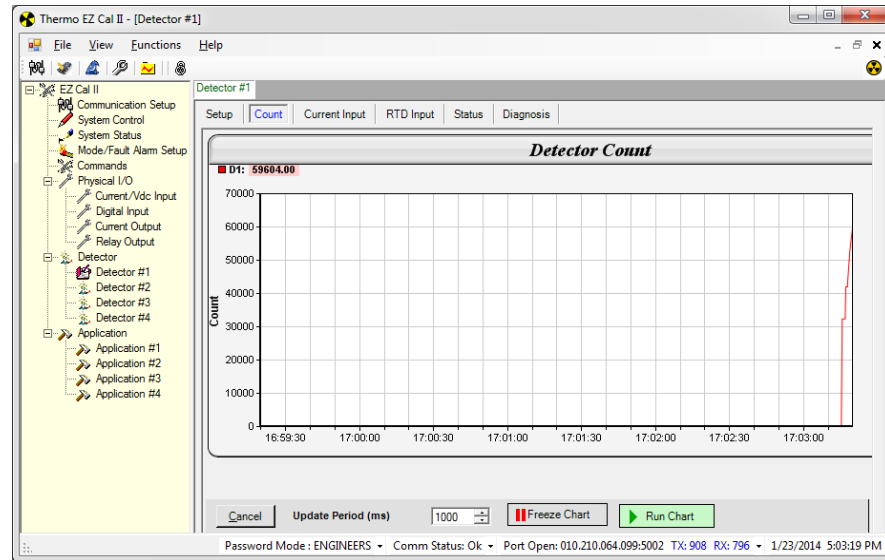 Thermo EZ Cal II - [Detector #1]
File View Functions Help
EZ Cal II
Communication Setup
System Control
System Status
Mode/Fault Alarm Setup
Commands
Physical I/O
Current/Vdc Input
Digital Input
Current Output
Relay Output
Detector
Detector #1
Detector #2
Detector #3
Detector #4
Application
Application #1
Application #2
Application #3
Application #4
Detector #1
Setup Count Current Input RTD Input Status Diagnosis
Detector Count
D1: 59604.00
Count
70000
60000
50000
40000
30000
20000
10000
0
16:59:30 17:00:00 17:00:30 17:01:00 17:01:30 17:02:00 17:02:30 17:03:00
Cancel Update Period (ms) 1000 Freeze Chart Run Chart
Password Mode : ENGINEERS Comm Status: Ok Port Open: 010.210.064.099:5002 TX: 908 RX: 796 1/23/2014 5:03:19 PM